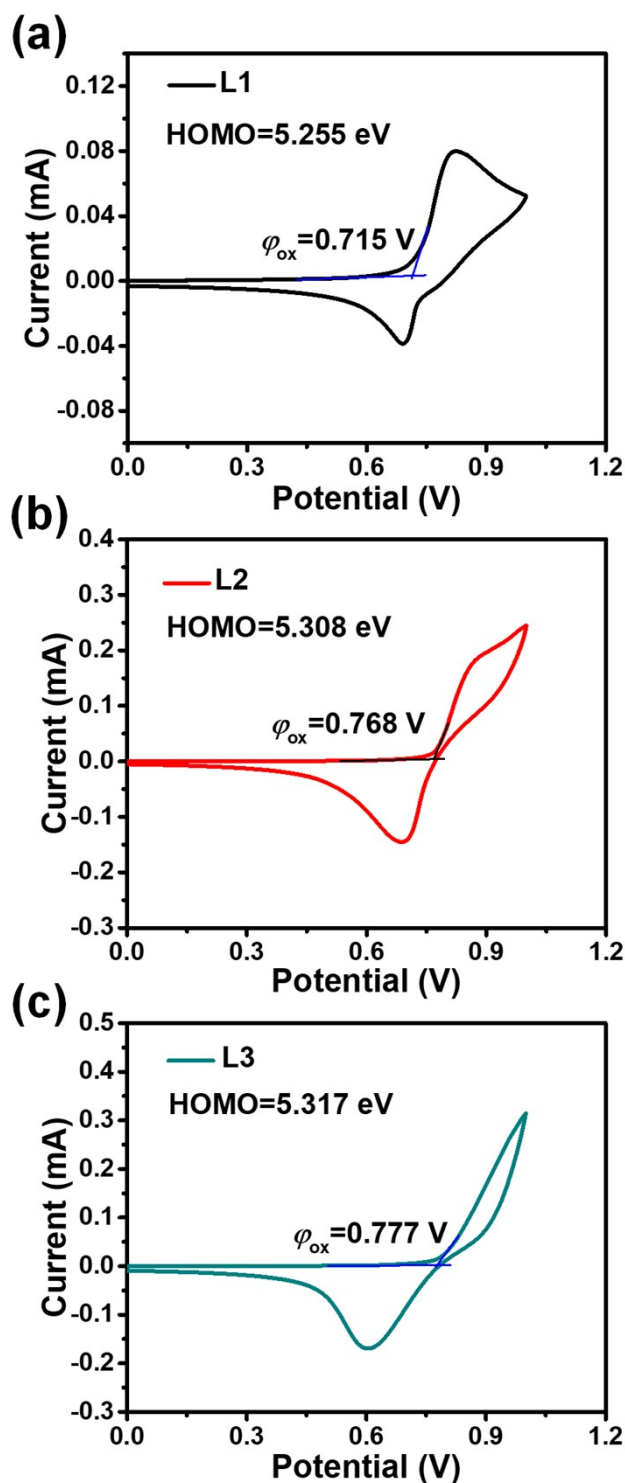 (a)
L1
HOMO=5.255 eV
φox=0.715 V
0.12
0.08
0.04
0.00
-0.04
-0.08
Current (mA)
0.0 0.3 0.6 0.9 1.2
Potential (V)
(b)
L2
HOMO=5.308 eV
φox=0.768 V
0.4
0.3
0.2
0.1
0.0
-0.1
-0.2
-0.3
Current (mA)
0.0 0.3 0.6 0.9 1.2
Potential (V)
(c)
L3
HOMO=5.317 eV
φox=0.777 V
0.5
0.4
0.3
0.2
0.1
0.0
-0.1
-0.2
-0.3
Current (mA)
0.0 0.3 0.6 0.9 1.2
Potential (V)